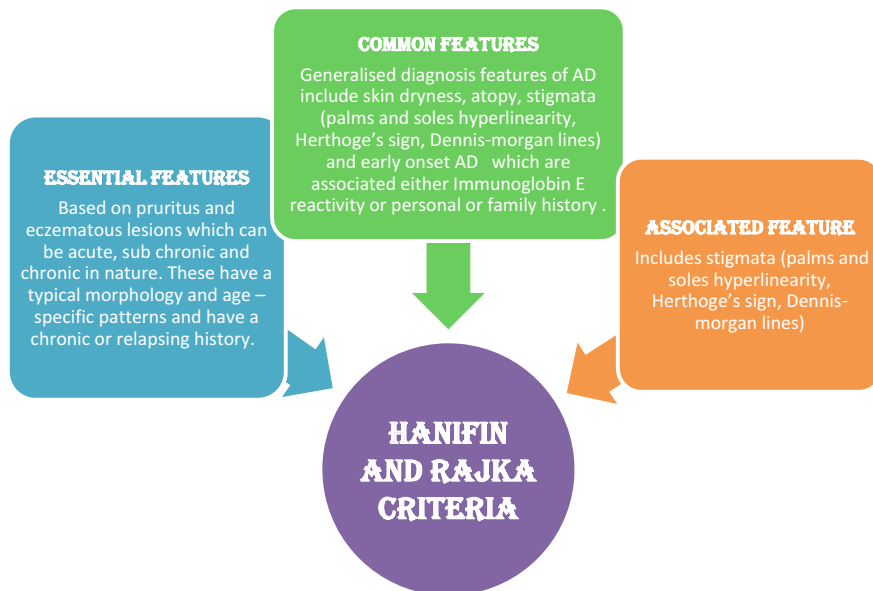 COMMON FEATURES
Generalised diagnosis features of AD
include skin dryness, atopy, stigmata
(palms and soles hyperlinearity,
Herthoge’s sign, Dennis-morgan lines)
and early onset AD which are
associated either Immunoglobin E
reactivity or personal or family history .
ESSENTIAL FEATURES
Based on pruritus and
eczematous lesions which can
be acute, sub chronic and
chronic in nature. These have a
typical morphology and age –
specific patterns and have a
chronic or relapsing history.
ASSOCIATED FEATURE
Includes stigmata (palms and
soles hyperlinearity,
Herthoge’s sign, Dennis-
morgan lines)
HANIFIN
AND RAJKA
CRITERIA